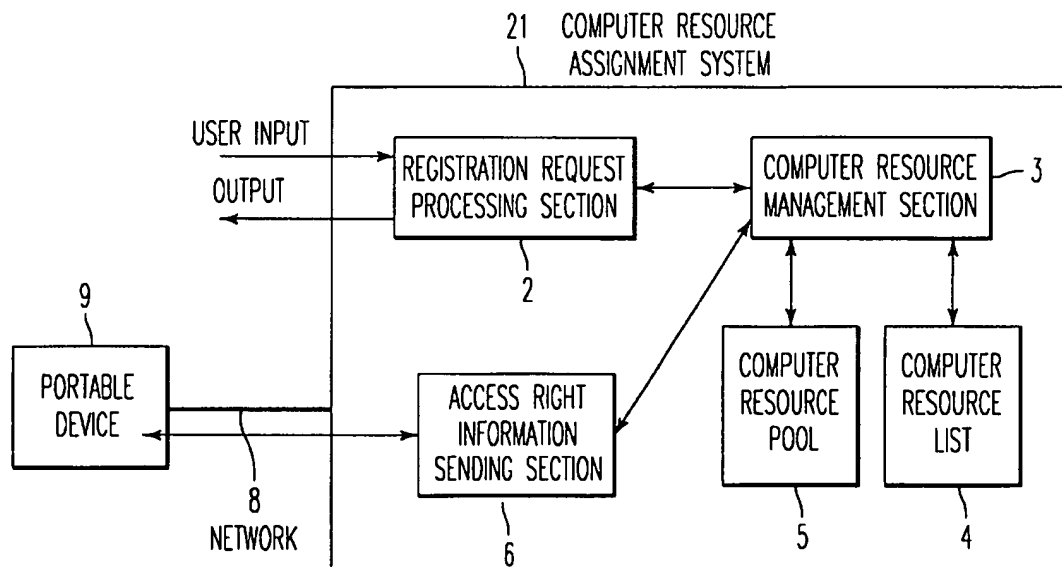 21 COMPUTER RESOURCE
ASSIGNMENT SYSTEM
USER INPUT
OUTPUT
REGISTRATION REQUEST
PROCESSING SECTION
2
COMPUTER RESOURCE
MANAGEMENT SECTION
3
9
PORTABLE
DEVICE
8
NETWORK
ACCESS RIGHT
INFORMATION
SENDING SECTION
6
COMPUTER
RESOURCE
POOL
5
COMPUTER
RESOURCE
LIST
4